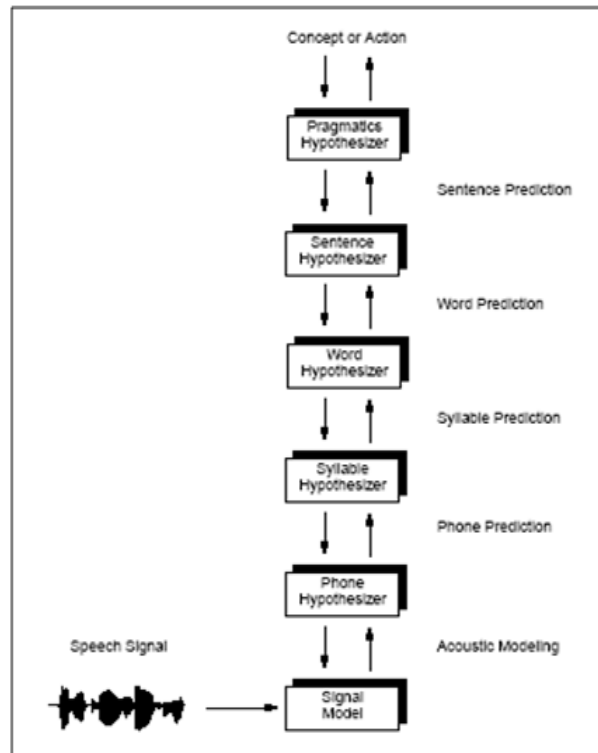 Concept or Action
Pragmatics
Hypothesizer
Sentence Prediction
Sentence
Hypothesizer
Word Prediction
Word
Hypothesizer
Syllable Prediction
Syllable
Hypothesizer
Phone Prediction
Phone
Hypothesizer
Speech Signal
Acoustic Modeling
Signal
Model